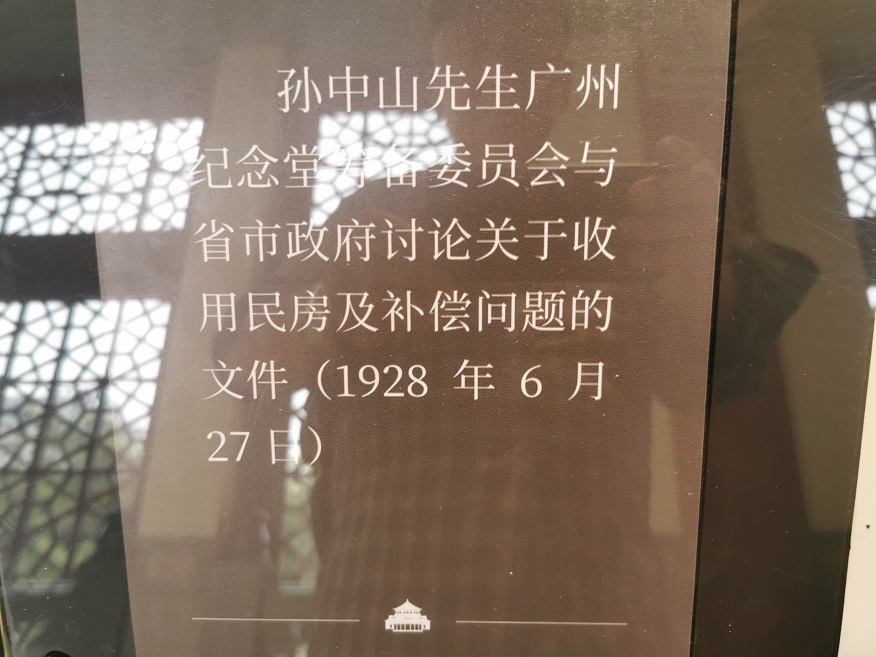 孙中山先生广州
纪念堂筹备委员会与
省市政府讨论关于收
用民房及补偿问题的
文件（1928 年 6 月
27 日）